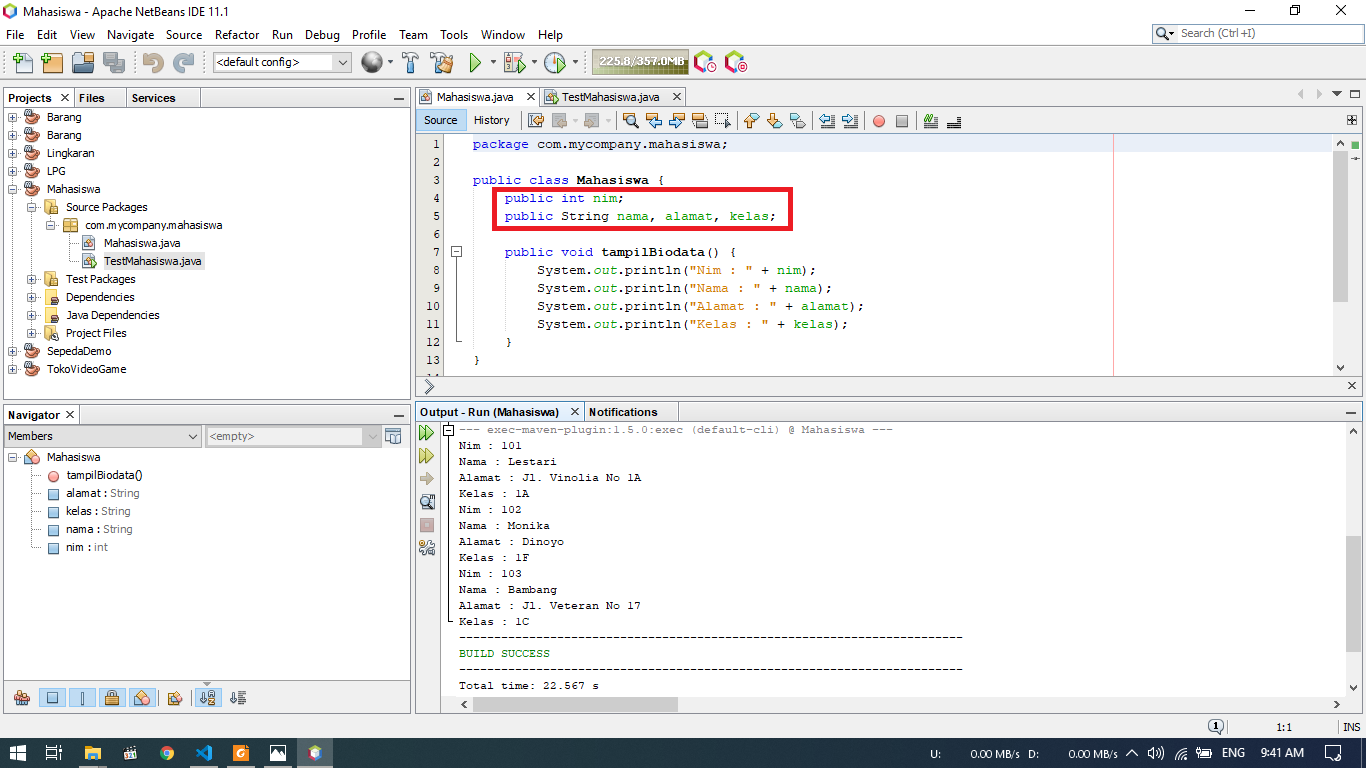 Mahasiswa - Apache NetBeans IDE 11.1
File Edit View Navigate Source Refactor Run Debug Profile Team Tools Window Help
Search (Ctrl+I)
<default config>
225.8/357.0MB
Projects Files Services
Barang
Barang
Lingkaran
LPG
Mahasiswa
Source Packages
com.mycompany.mahasiswa
Mahasiswa.java
TestMahasiswa.java
Test Packages
Dependencies
Java Dependencies
Project Files
SepedaDemo
TokoVideoGame
Navigator
Members
<empty>
Mahasiswa
tampilBiodata()
alamat : String
kelas : String
nama : String
nim : int
Mahasiswa.java TestMahasiswa.java
Source History
1 package com.mycompany.mahasiswa;
2
3 public class Mahasiswa {
4 public int nim;
5 public String nama, alamat, kelas;
6
7 public void tampilBiodata() {
8 System.out.println("Nim : " + nim);
9 System.out.println("Nama : " + nama);
10 System.out.println("Alamat : " + alamat);
11 System.out.println("Kelas : " + kelas);
12 }
13 }
Output - Run (Mahasiswa) Notifications
--- exec-maven-plugin:1.5.0:exec (default-cli) @ Mahasiswa ---
Nim : 101
Nama : Lestari
Alamat : Jl. Vinolia No 1A
Kelas : 1A
Nim : 102
Nama : Monika
Alamat : Dinoyo
Kelas : 1F
Nim : 103
Nama : Bambang
Alamat : Jl. Veteran No 17
Kelas : 1C
------------------------------------------------------------------------
BUILD SUCCESS
------------------------------------------------------------------------
Total time: 22.567 s
1 1:1 INS
U: 0.00 MB/s D: 0.00 MB/s ENG 9:41 AM